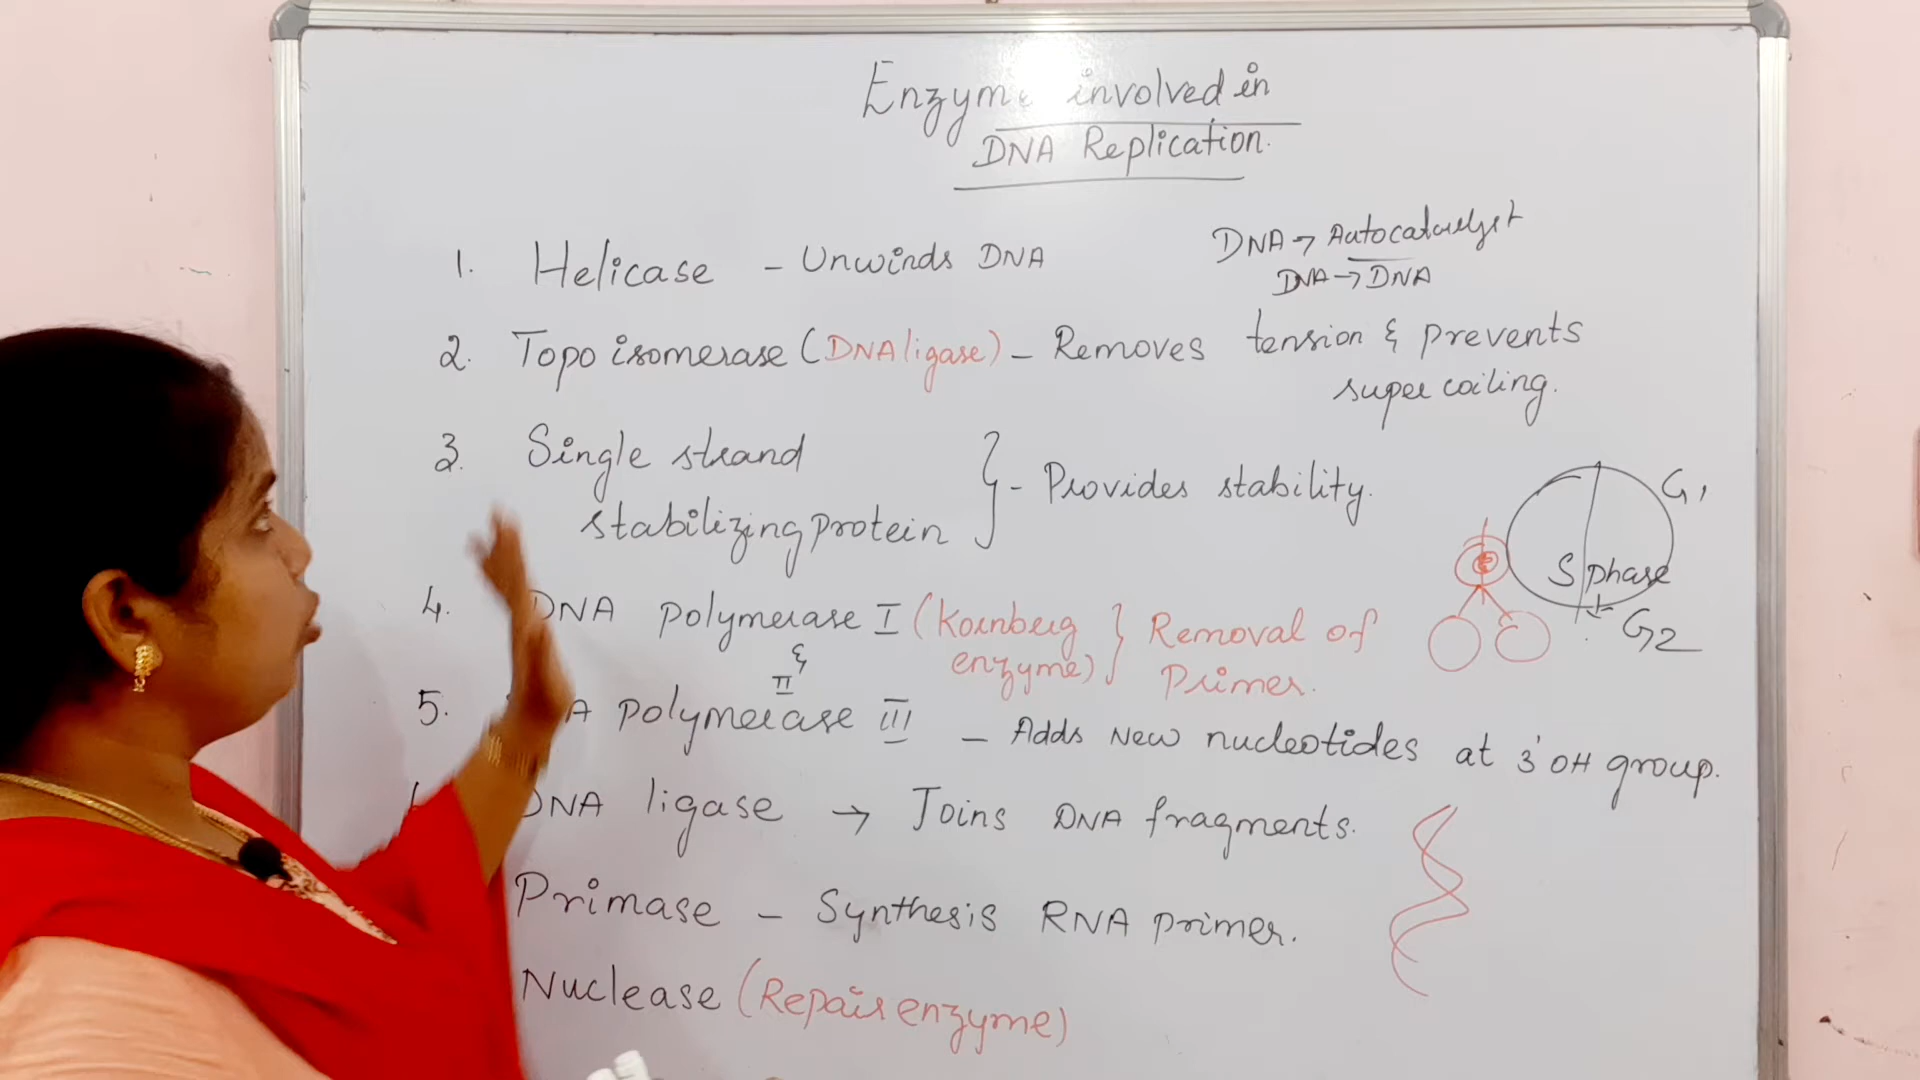 Enzyme involved in
DNA Replication.
DNA → Autocatalyst
DNA → DNA
1. Helicase - Unwinds DNA
2. Topoisomerase (DNA ligase) - Removes tension & prevents
super coiling.
3. Single strand
stabilizing protein } - Provides stability.
G1
S phase
G2
4. DNA polymerase I (Kornberg
enzyme) } Removal of
Primer.
&
II
5. polymerase III - Adds New nucleotides at 3'OH group.
DNA ligase → Joins DNA fragments.
Primase - Synthesis RNA primer.
Nuclease (Repair enzyme)